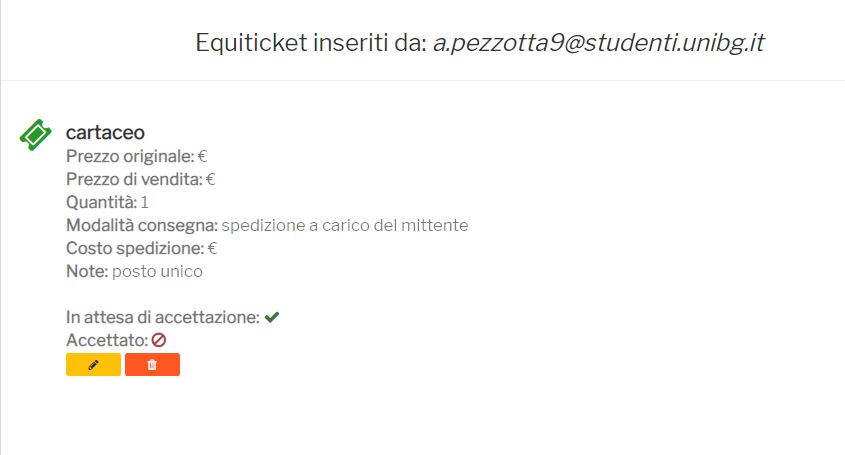 Equiticket inseriti da: a.pezzotta9@studenti.unibg.it
cartaceo
Prezzo originale: €
Prezzo di vendita: €
Quantità: 1
Modalità consegna: spedizione a carico del mittente
Costo spedizione: €
Note: posto unico
In attesa di accettazione:
Accettato: